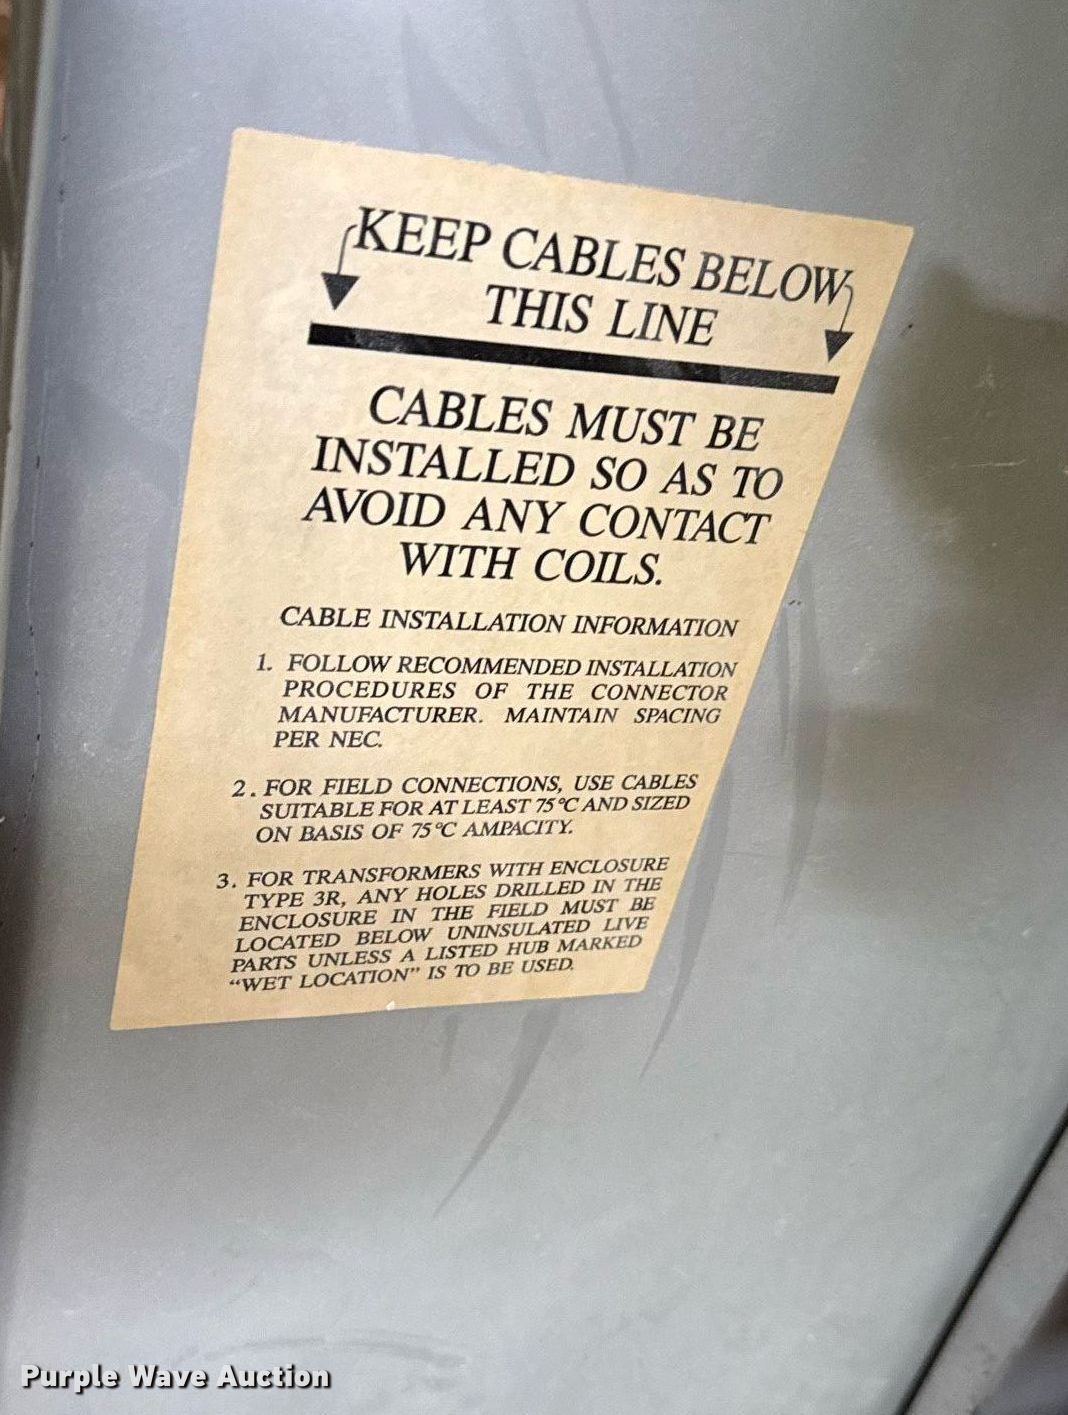 KEEP CABLES BELOW
THIS LINE
CABLES MUST BE
INSTALLED SO AS TO
AVOID ANY CONTACT
WITH COILS.
CABLE INSTALLATION INFORMATION
1. FOLLOW RECOMMENDED INSTALLATION
PROCEDURES OF THE CONNECTOR
MANUFACTURER. MAINTAIN SPACING
PER NEC.
2. FOR FIELD CONNECTIONS, USE CABLES
SUITABLE FOR AT LEAST 75°C AND SIZED
ON BASIS OF 75°C AMPACITY.
3. FOR TRANSFORMERS WITH ENCLOSURE
TYPE 3R, ANY HOLES DRILLED IN THE
ENCLOSURE IN THE FIELD MUST BE
LOCATED BELOW UNINSULATED LIVE
PARTS UNLESS A LISTED HUB MARKED
“WET LOCATION” IS TO BE USED.
Purple Wave Auction